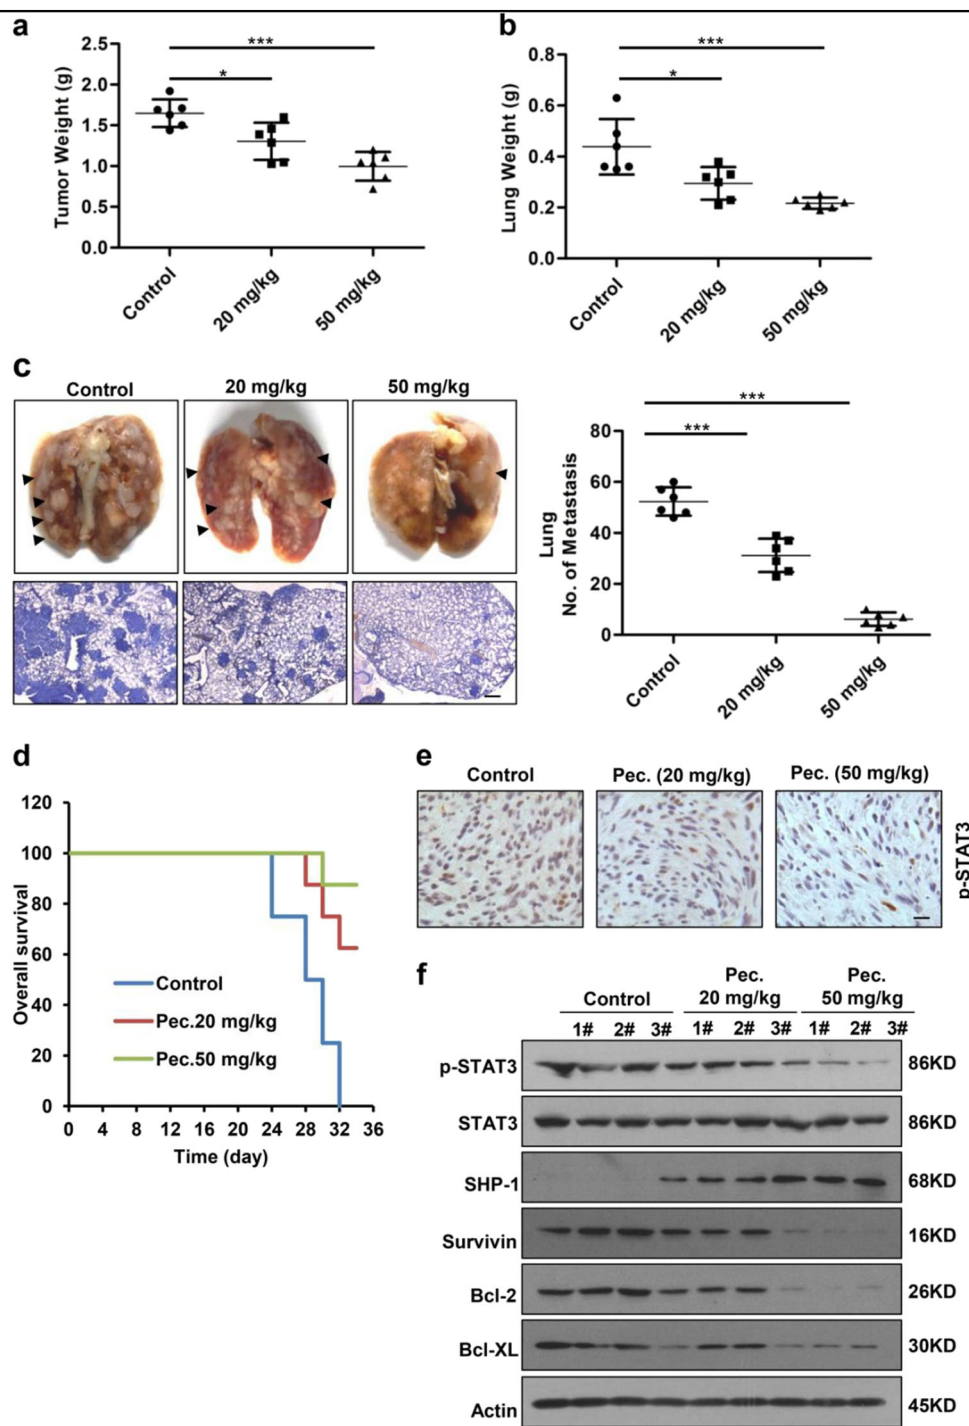 a
***
*
Tumor Weight (g)
2.5
2.0
1.5
1.0
0.5
0.0
Control
20 mg/kg
50 mg/kg
b
***
*
Lung Weight (g)
0.8
0.6
0.4
0.2
0.0
Control
20 mg/kg
50 mg/kg
c
Control
20 mg/kg
50 mg/kg
***
***
Lung
No. of Metastasis
80
60
40
20
0
Control
20 mg/kg
50 mg/kg
d
Overall survival
120
100
80
60
40
20
0
Control
Pec.20 mg/kg
Pec.50 mg/kg
0 4 8 12 16 20 24 28 32 36
Time (day)
e
Control
Pec. (20 mg/kg)
Pec. (50 mg/kg)
p-STAT3
f
Control
Pec.
20 mg/kg
Pec.
50 mg/kg
1# 2# 3# 1# 2# 3# 1# 2# 3#
p-STAT3 86KD
STAT3 86KD
SHP-1 68KD
Survivin 16KD
Bcl-2 26KD
Bcl-XL 30KD
Actin 45KD